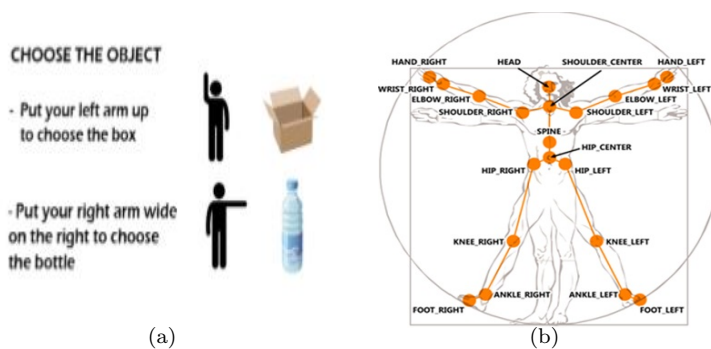 CHOOSE THE OBJECT
- Put your left arm up
to choose the box
- Put your right arm wide
on the right to choose
the bottle
(a)
HAND_RIGHT
HEAD
SHOULDER_CENTER
HAND_LEFT
WRIST_RIGHT
WRIST_LEFT
ELBOW_RIGHT
ELBOW_LEFT
SHOULDER_RIGHT
SHOULDER_LEFT
SPINE
HIP_CENTER
HIP_RIGHT
HIP_LEFT
KNEE_RIGHT
KNEE_LEFT
ANKLE_RIGHT
ANKLE_LEFT
FOOT_RIGHT
FOOT_LEFT
(b)